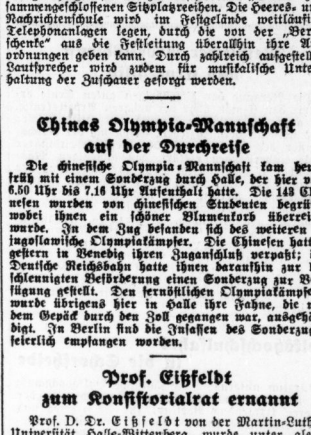 sammengeschlossenen Sitzplatzreihen. Die Heeres- u
Nachrichtenschule wird im Festgelände weitläufi
Telephonanlagen legen, durch die von der „Ber
schenke“ aus die Festleitung überallhin ihre A
ordnungen geben kann. Durch zahlreich aufgestell
Lautsprecher wird zudem für musikalische Unte
haltung der Zuschauer gesorgt werden.
Chinas Olympia-Mannschaft
auf der Durchreise
Die chinesische Olympia-Mannschaft kam heu
früh mit einem Sonderzug durch Halle, der hier v
6.50 Uhr bis 7.16 Uhr Aufenthalt hatte. Die 143 Ch
nesen wurden von chinesischen Studenten begrü
wobei ihnen ein schöner Blumenkorb überrei
wurde. In dem Zug befanden sich des weiteren
jugoslawische Olympiakämpfer. Die Chinesen hatt
gestern in Venedig ihren Zuganschluß verpaßt;
Deutsche Reichsbahn hatte ihnen daraufhin zur
schleunigten Beförderung einen Sonderzug zur V
fügung gestellt. Den fernöstlichen Olympiakämpfe
wurde übrigens hier in Halle ihre Fahne, die m
dem Gepäck durch den Zoll gegangen war, ausgehä
digt. In Berlin sind die Insassen des Sonderzug
feierlich empfangen worden.
Prof. Eißfeldt
zum Konsistorialrat ernannt
Prof. D. Dr. Eißfeldt von der Martin-Luth
Universität Halle-Wittenberg wurde unter